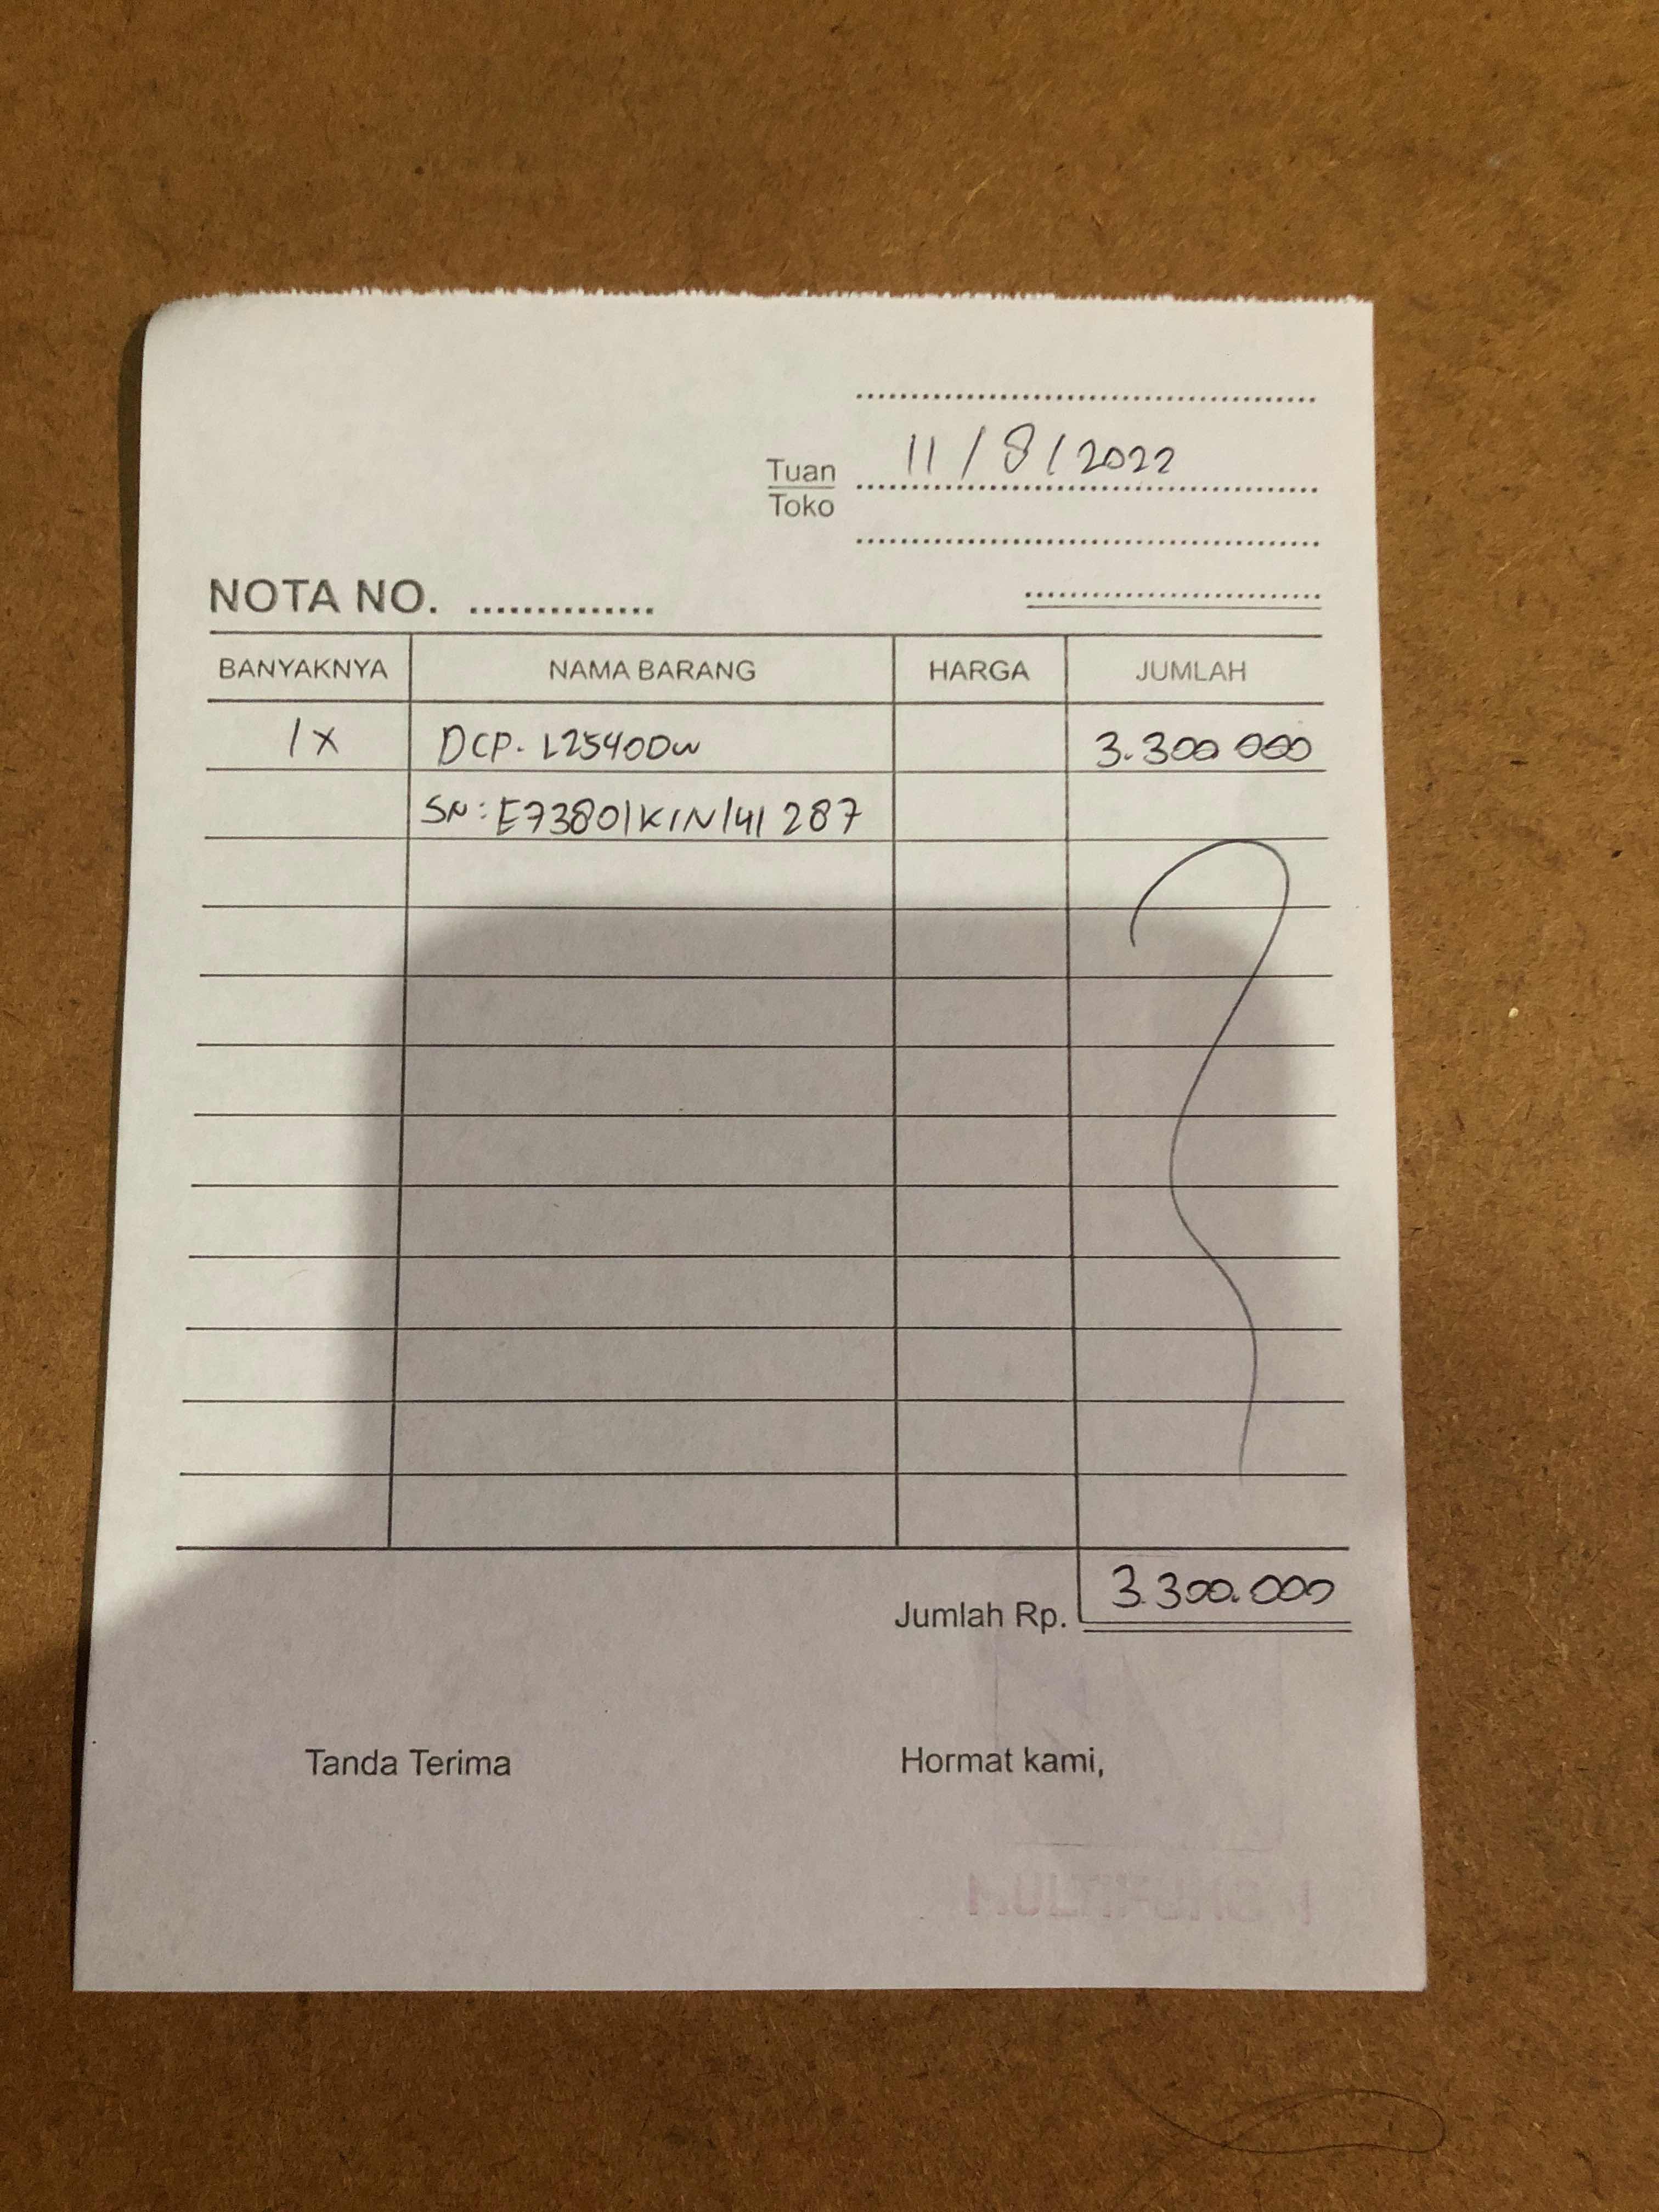 11/8/2022
Tuan
Toko
NOTA NO. ..............
BANYAKNYA NAMA BARANG HARGA JUMLAH
1x DCP. L2540DW 3.300 000
SN: E73801K1N141287
Jumlah Rp. 3.300.000
Tanda Terima Hormat kami,